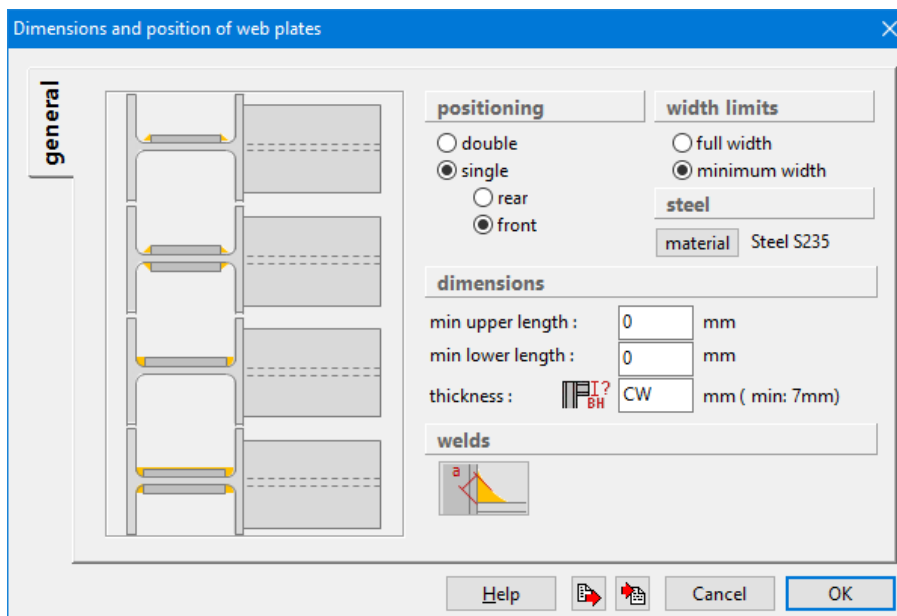 Dimensions and position of web plates
general
positioning
double
single
rear
front
width limits
full width
minimum width
steel
material Steel S235
dimensions
min upper length : 0 mm
min lower length : 0 mm
thickness : I? BH CW mm ( min: 7mm)
welds
a
Help Cancel OK